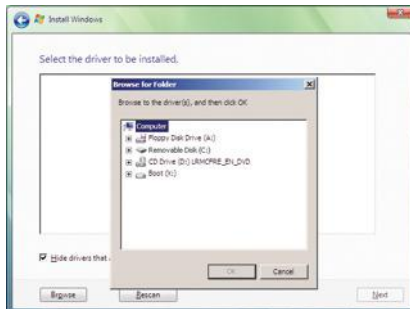 Install Windows
Select the driver to be installed.
Browse for Folder
Browse to the driver(s), and then click OK
Computer
Floppy Disk Drive (A:)
Removable Disk (C:)
CD Drive (D:) LRMCFRE_EN_DVD
Boot (X:)
Hide drivers that
OK
Cancel
Browse
Rescan
Next